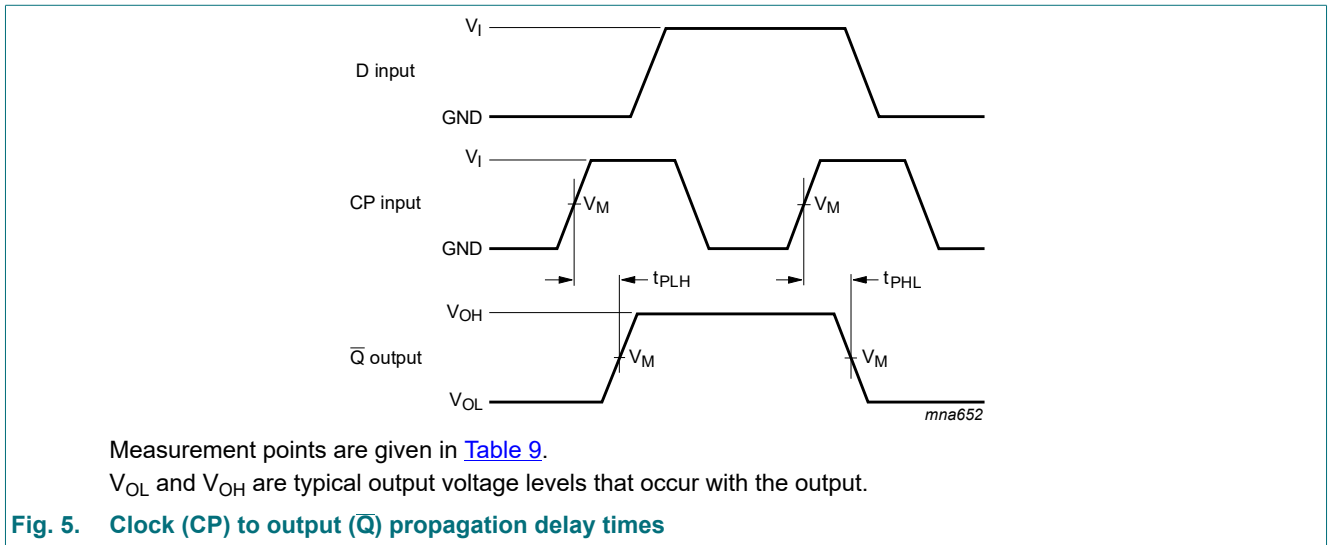 V_I
D input
GND
V_I
CP input
V_M
V_M
GND
t_PLH
t_PHL
V_OH
Q̅ output
V_M
V_M
V_OL
mna652
Measurement points are given in Table 9.
V_OL and V_OH are typical output voltage levels that occur with the output.
Fig. 5. Clock (CP) to output (Q̅) propagation delay times